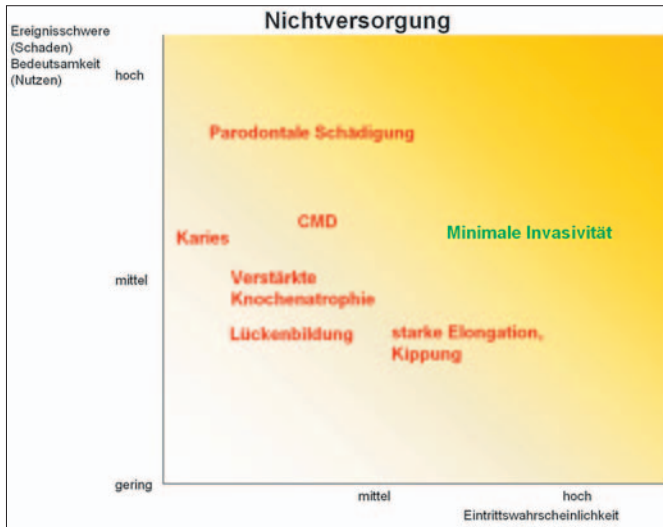 Nichtversorgung
Ereignisschwere
(Schaden)
Bedeutsamkeit
(Nutzen)
hoch
Parodontale Schädigung
CMD
Karies
Minimale Invasivität
mittel
Verstärkte
Knochenatrophie
Lückenbildung
starke Elongation,
Kippung
gering
mittel
hoch
Eintrittswahrscheinlichkeit